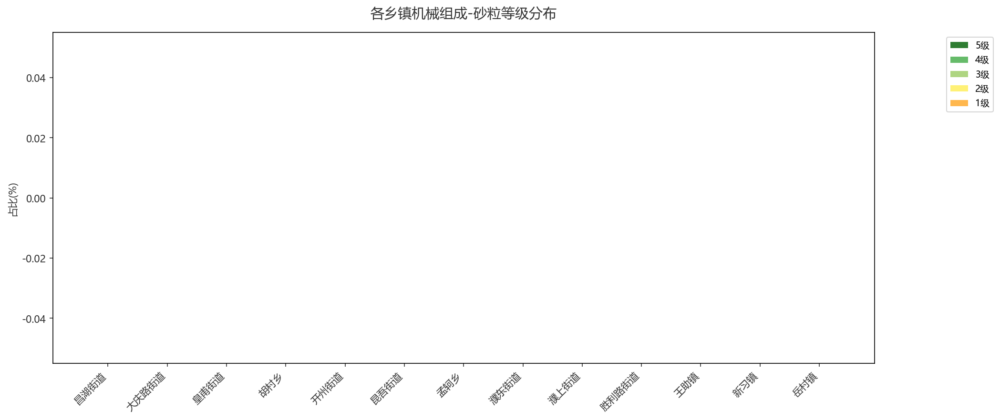 各乡镇机械组成-砂粒等级分布
5级
4级
3级
2级
1级
占比(%)
0.04
0.02
0.00
-0.02
-0.04
昌湖街道
大庆路街道
皇甫街道
胡村乡
开州街道
昆吾街道
孟轲乡
濮东街道
濮上街道
胜利路街道
王助镇
新习镇
岳村镇